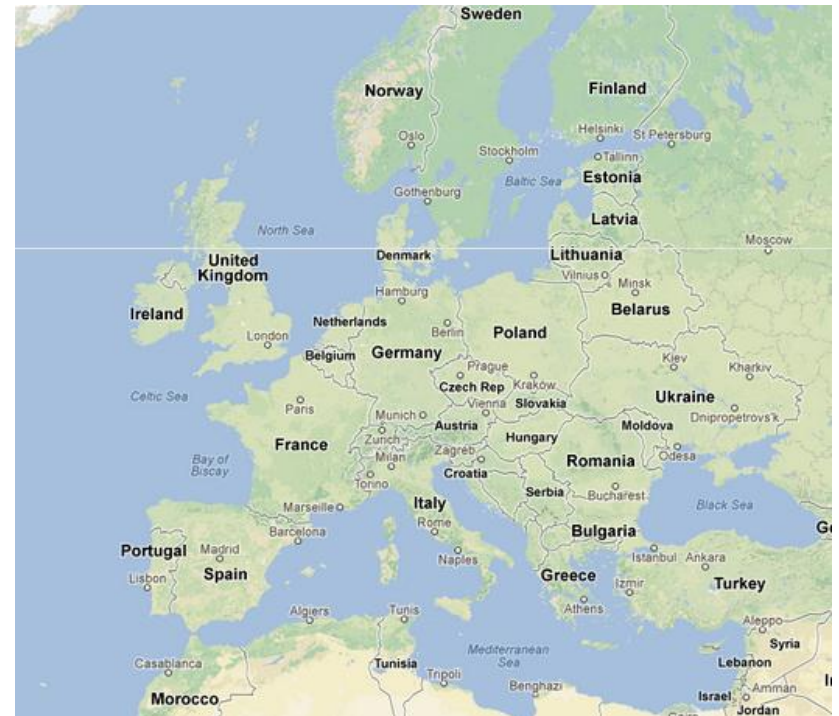 Sweden
Norway
Finland
Oslo
Helsinki
St Petersburg
Stockholm
Tallinn
Baltic Sea
Estonia
Gothenburg
Latvia
North Sea
Moscow
Denmark
Lithuania
United
Kingdom
Vilnius
Minsk
Hamburg
Ireland
Belarus
Netherlands
Berlin
Poland
London
Belgium
Germany
Kiev
Prague
Kharkiv
Czech Rep
Kraków
Celtic Sea
Ukraine
Paris
Vienna
Slovakia
Munich
Dnipropetrovs'k
Austria
Moldova
France
Zurich
Hungary
Odesa
Bay of
Biscay
Milan
Zagreb
Romania
Croatia
Torino
Serbia
Bucharest
Marseille
Italy
Black Sea
Rome
Barcelona
Bulgaria
Portugal
Madrid
Naples
Istanbul
Ankara
Lisbon
Spain
Greece
Izmir
Turkey
Athens
Algiers
Tunis
Aleppo
Mediterranean
Sea
Syria
Casablanca
Tunisia
Lebanon
Tripoli
Morocco
Benghazi
Israel
Amman
Jordan